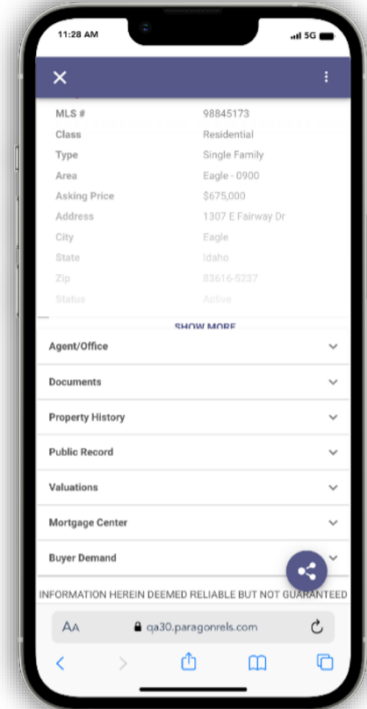 11:28 AM 5G
MLS # 98845173
Class Residential
Type Single Family
Area Eagle - 0900
Asking Price $675,000
Address 1307 E Fairway Dr
City Eagle
State Idaho
Zip 83616-5237
Status Active
SHOW MORE
Agent/Office
Documents
Property History
Public Record
Valuations
Mortgage Center
Buyer Demand
INFORMATION HEREIN DEEMED RELIABLE BUT NOT GUARANTEED
AA qa30.paragonrels.com